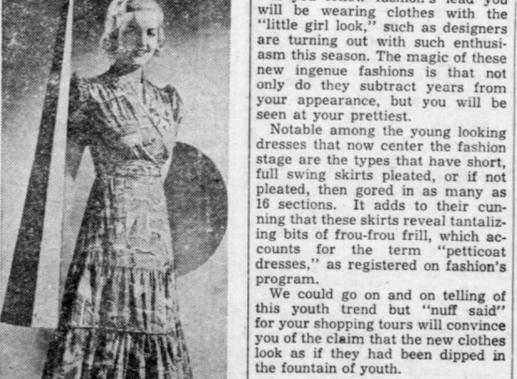 will be wearing clothes with the
"little girl look," such as designers
are turning out with such enthusi-
asm this season. The magic of these
new ingenue fashions is that not
only do they subtract years from
your appearance, but you will be
seen at your prettiest.
Notable among the young looking
dresses that now center the fashion
stage are the types that have short,
full swing skirts pleated, or if not
pleated, then gored in as many as
16 sections. It adds to their cun-
ning that these skirts reveal tantaliz-
ing bits of frou-frou frill, which ac-
counts for the term "petticoat
dresses," as registered on fashion's
program.
We could go on and on telling of
this youth trend but "nuff said"
for your shopping tours will convince
you of the claim that the new clothes
look as if they had been dipped in
the fountain of youth.